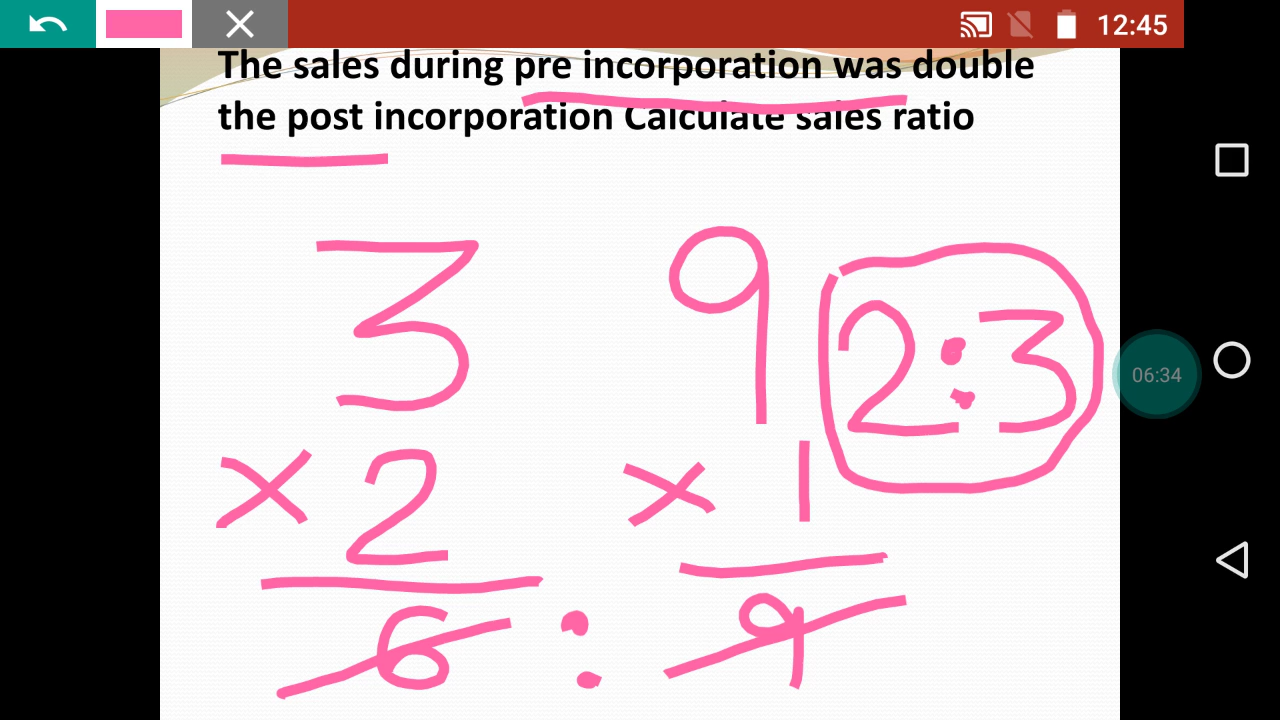 12:45
The sales during pre incorporation was double
the post incorporation Calculate sales ratio
3 9
2:3
× 2 × 1
6 : 9
06:34